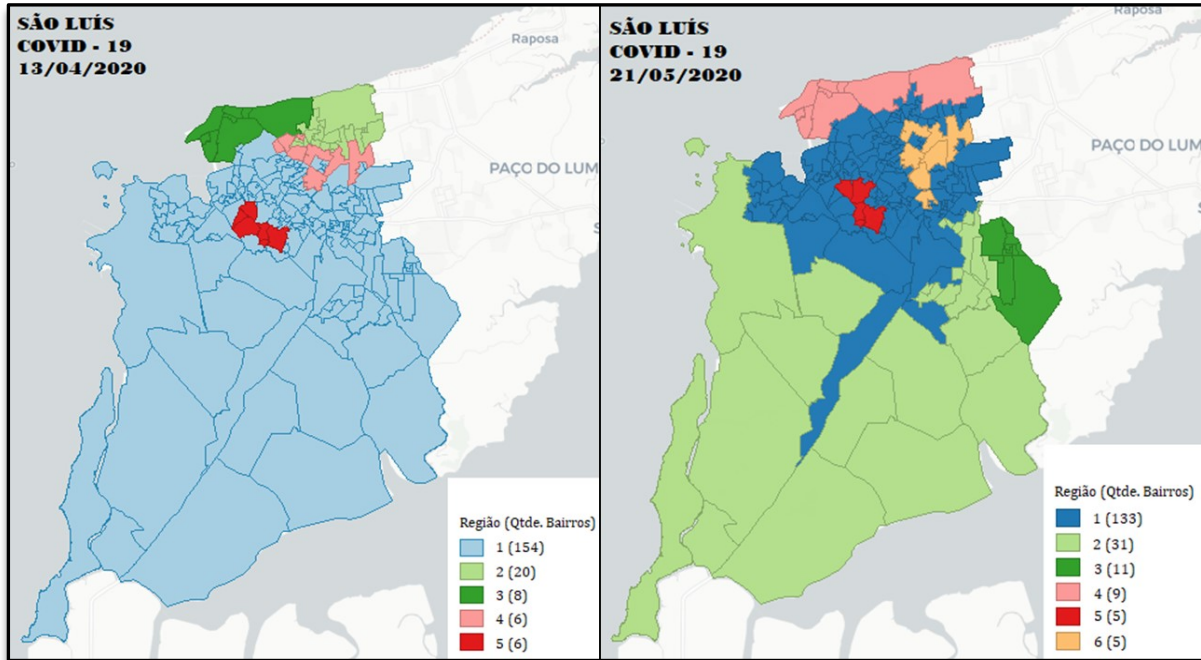 SÃO LUÍS
COVID - 19
13/04/2020
Raposa
PAÇO DO LUM
S
Região (Qtde. Bairros)
1 (154)
2 (20)
3 (8)
4 (6)
5 (6)
SÃO LUÍS
COVID - 19
21/05/2020
Raposa
PAÇO DO LUM
S
Região (Qtde. Bairros)
1 (133)
2 (31)
3 (11)
4 (9)
5 (5)
6 (5)